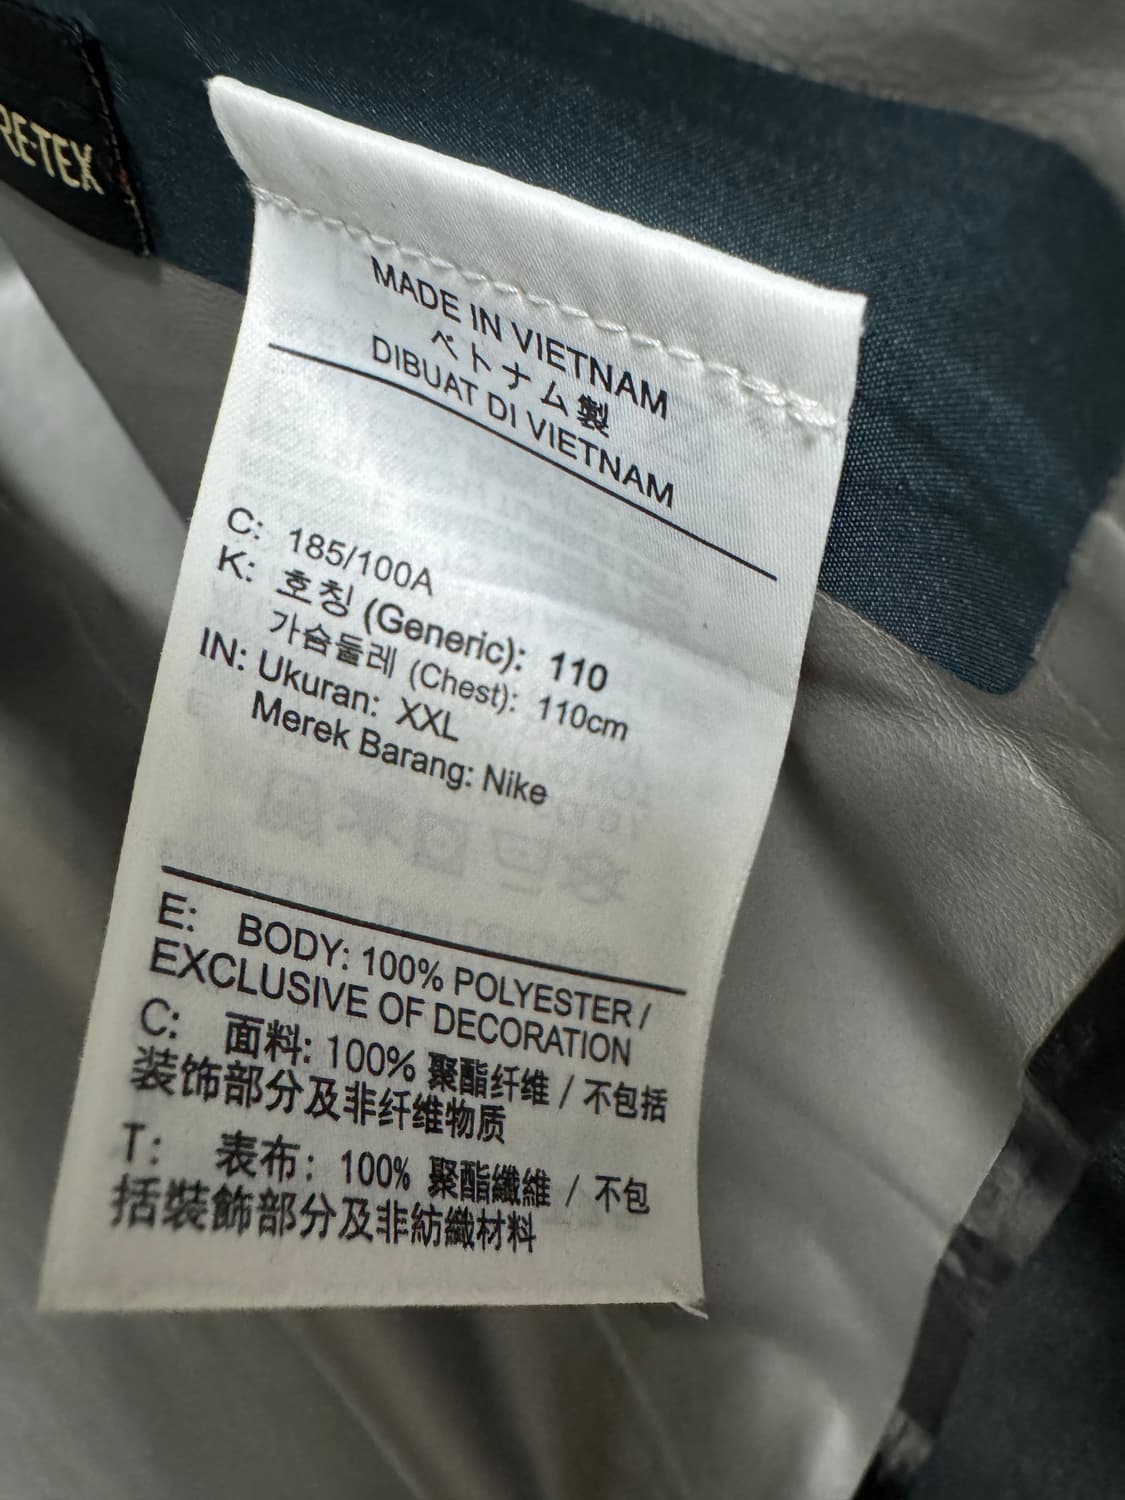 RE-TEX
MADE IN VIETNAM
ベトナム製
DIBUAT DI VIETNAM
C: 185/100A
K: 호칭 (Generic): 110
가슴둘레 (Chest): 110cm
IN: Ukuran: XXL
Merek Barang: Nike
E: BODY: 100% POLYESTER /
EXCLUSIVE OF DECORATION
C: 面料: 100% 聚酯纤维 / 不包括
装饰部分及非纤维物质
T: 表布: 100% 聚酯纖維 / 不包
括裝飾部分及非紡織材料